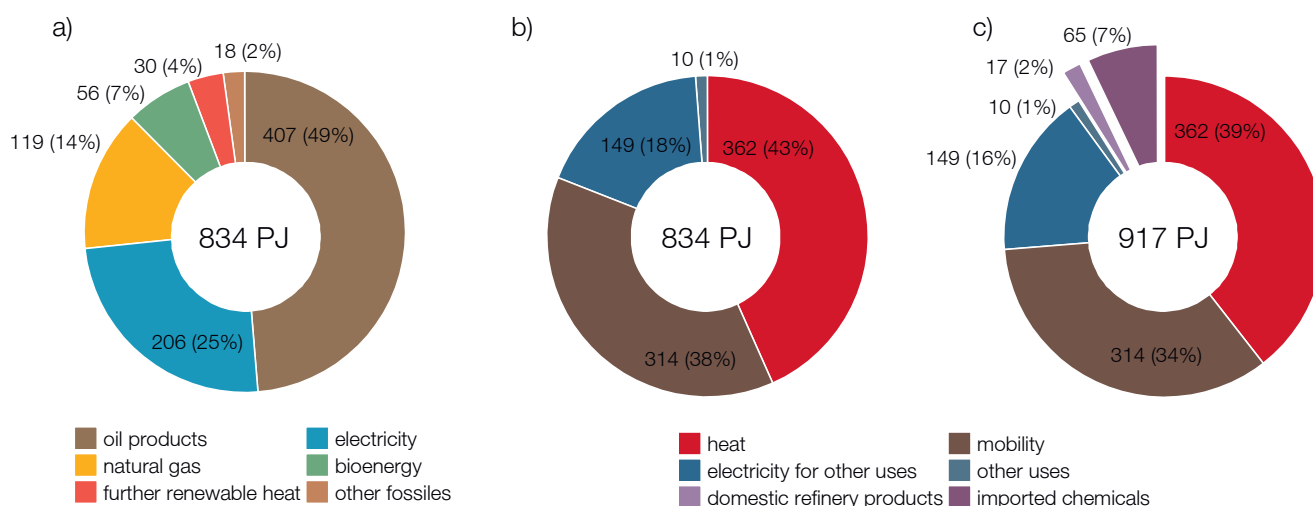 a)
18 (2%)
30 (4%)
56 (7%)
119 (14%)
407 (49%)
834 PJ
206 (25%)
oil products
electricity
natural gas
bioenergy
further renewable heat
other fossiles
b)
10 (1%)
149 (18%)
362 (43%)
834 PJ
314 (38%)
c)
65 (7%)
17 (2%)
10 (1%)
149 (16%)
362 (39%)
917 PJ
314 (34%)
heat
mobility
electricity for other uses
other uses
domestic refinery products
imported chemicals